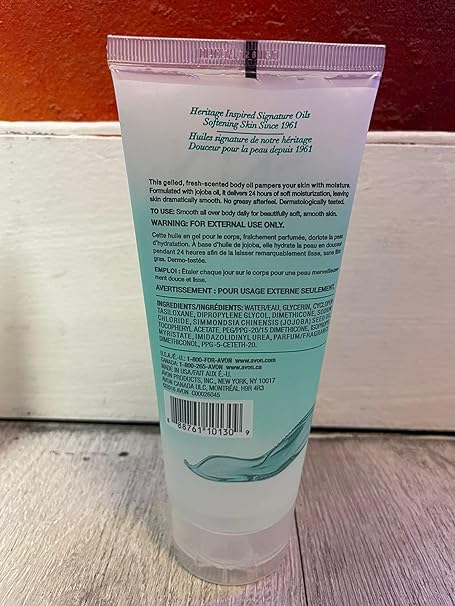 Heritage Inspired Signature Oils
Softening Skin Since 1961
Huiles signature de notre héritage
Douceur pour la peau depuis 1961
This gelled, fresh-scented body oil pampers your skin with moisture.
Formulated with jojoba oil, it delivers 24 hours of soft moisturization, leaving
skin dramatically smooth. No greasy afterfeel. Dermatologically tested.
TO USE: Smooth all over body daily for beautifully soft, smooth skin.
WARNING: FOR EXTERNAL USE ONLY.
Cette huile en gel pour le corps, fraîchement parfumée, dorlote la peau
d'hydratation. À base d'huile de jojoba, elle hydrate la peau en douceur
pendant 24 heures afin de la laisser remarquablement lisse, sans film
gras. Dermo-testée.
EMPLOI : Étaler chaque jour sur le corps pour une peau merveilleuse-
ment douce et lisse.
AVERTISSEMENT : POUR USAGE EXTERNE SEULEMENT.
INGREDIENTS/INGRÉDIENTS: WATER/EAU, GLYCERIN, CYCLOPEN
TASILOXANE, DIPROPYLENE GLYCOL, DIMETHICONE, SODIUM
CHLORIDE, SIMMONDSIA CHINENSIS (JOJOBA) SEED
TOCOPHERYL ACETATE, PEG/PPG-20/15 DIMETHICONE, ISOPROPYL
MYRISTATE, IMIDAZOLIDINYL UREA, PARFUM/FRAGRAN
DIMETHICONOL, PPG-5-CETETH-20.
U.S.A./É.-U.: 1-800-FOR-AVON www.avon.com
CANADA: 1-800-265-AVON www.avon.ca
MADE IN USA/FAIT AUX É.-U.
AVON PRODUCTS, INC., NEW YORK, NY 10017
AVON CANADA ULC, MONTRÉAL H9R 4R3
C00026045
8 88761 10130 9